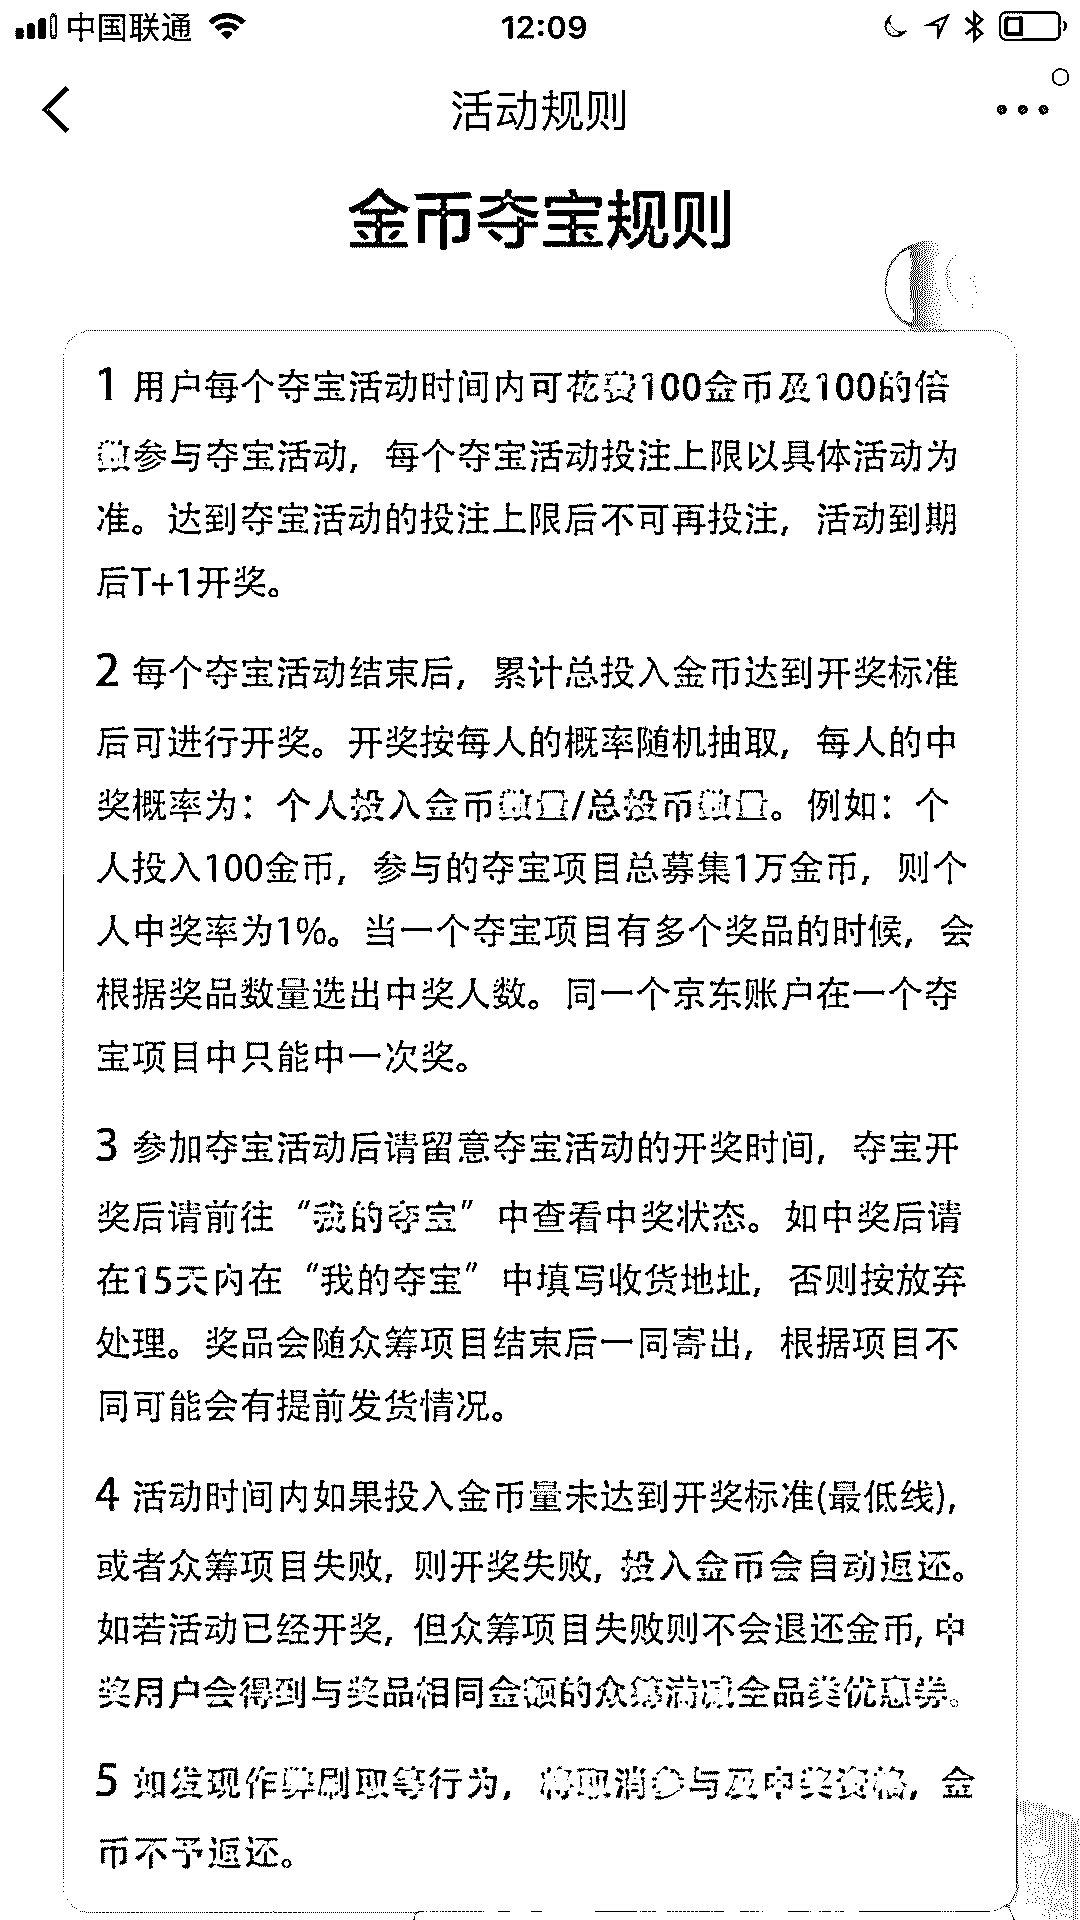 中国联通
12:09
活动规则
金币夺宝规则
1 用户每个夺宝活动时间内可花费100金币及100的倍
数参与夺宝活动，每个夺宝活动投注上限以具体活动为
准。达到夺宝活动的投注上限后不可再投注，活动到期
后T+1开奖。
2 每个夺宝活动结束后，累计总投入金币达到开奖标准
后可进行开奖。开奖按每人的概率随机抽取，每人的中
奖概率为：个人投入金币数量/总投币数量。例如：个
人投入100金币，参与的夺宝项目总募集1万金币，则个
人中奖率为1%。当一个夺宝项目有多个奖品的时候，会
根据奖品数量选出中奖人数。同一个京东账户在一个夺
宝项目中只能中一次奖。
3 参加夺宝活动后请留意夺宝活动的开奖时间，夺宝开
奖后请前往“我的夺宝”中查看中奖状态。如中奖后请
在15天内在“我的夺宝”中填写收货地址，否则按放弃
处理。奖品会随众筹项目结束后一同寄出，根据项目不
同可能会有提前发货情况。
4 活动时间内如果投入金币量未达到开奖标准(最低线)，
或者众筹项目失败，则开奖失败，投入金币会自动返还。
如若活动已经开奖，但众筹项目失败则不会退还金币，中
奖用户会得到与奖品相同金额的众筹满减全品类优惠券。
5 如发现作弊刷取等行为，将取消参与及中奖资格，金
币不予返还。